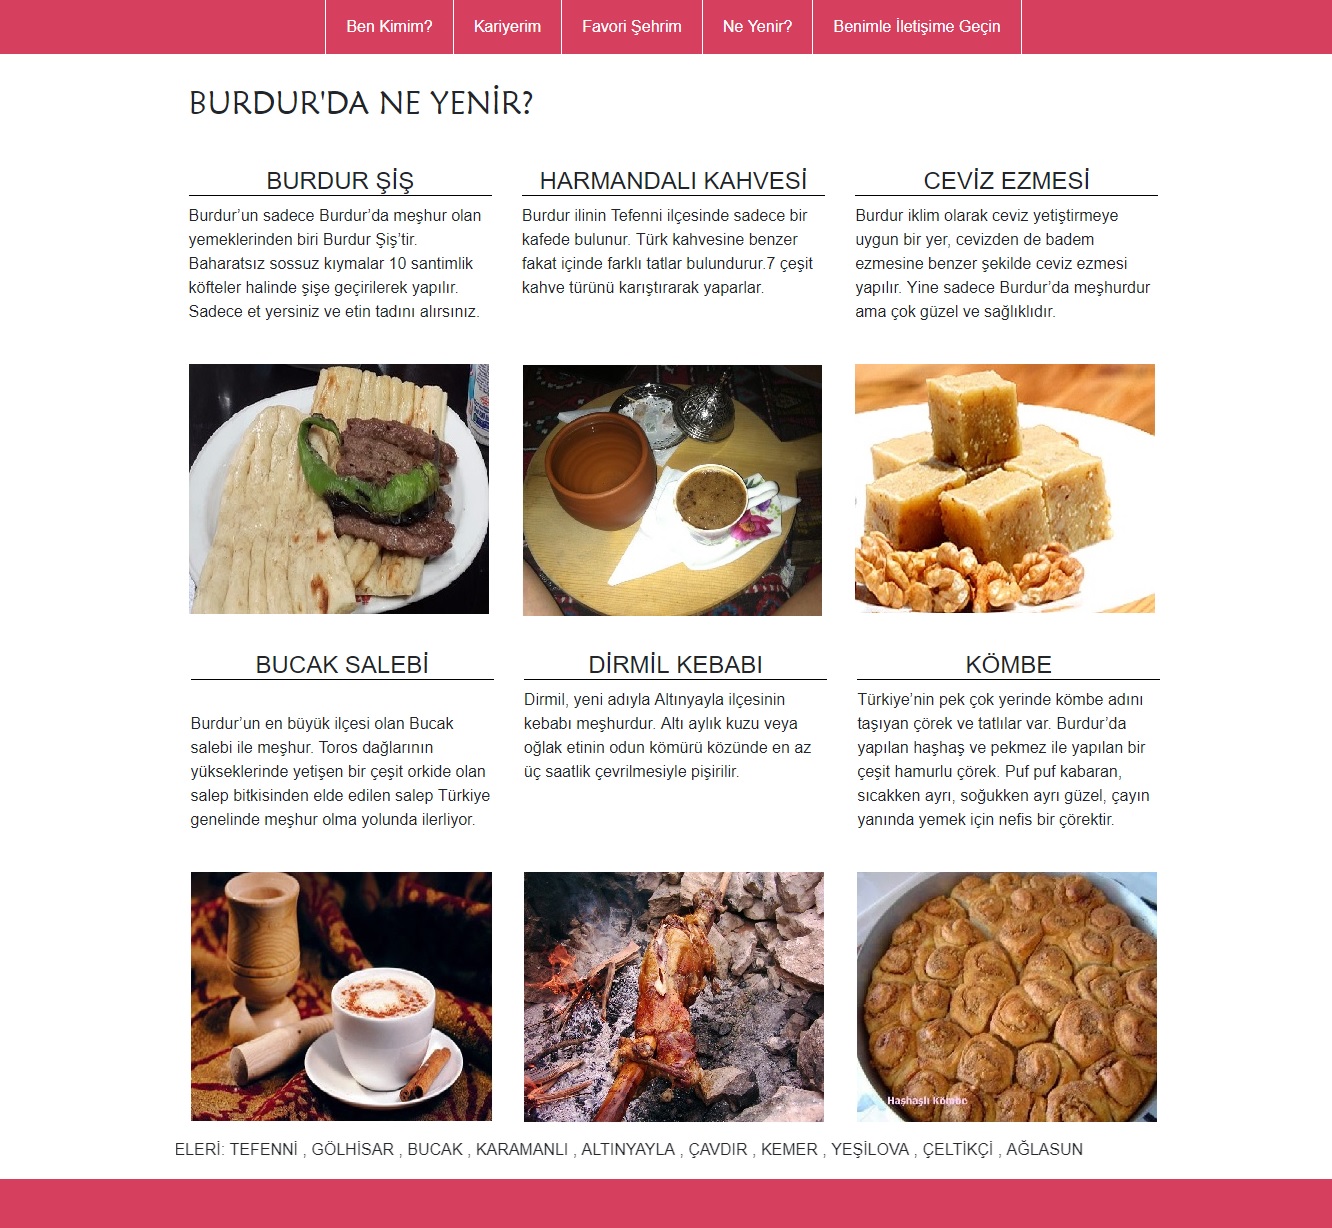 Ben Kimim? Kariyerim Favori Şehrim Ne Yenir? Benimle İletişime Geçin
BURDUR'DA NE YENİR?
BURDUR ŞİŞ
Burdur’un sadece Burdur’da meşhur olan
yemeklerinden biri Burdur Şiş’tir.
Baharatsız sossuz kıymalar 10 santimlik
köfteler halinde şişe geçirilerek yapılır.
Sadece et yersiniz ve etin tadını alırsınız.
HARMANDALI KAHVESİ
Burdur ilinin Tefenni ilçesinde sadece bir
kafede bulunur. Türk kahvesine benzer
fakat içinde farklı tatlar bulundurur.7 çeşit
kahve türünü karıştırarak yaparlar.
CEVİZ EZMESİ
Burdur iklim olarak ceviz yetiştirmeye
uygun bir yer, cevizden de badem
ezmesine benzer şekilde ceviz ezmesi
yapılır. Yine sadece Burdur’da meşhurdur
ama çok güzel ve sağlıklıdır.
BUCAK SALEBİ
Burdur’un en büyük ilçesi olan Bucak
salebi ile meşhur. Toros dağlarının
yükseklerinde yetişen bir çeşit orkide olan
salep bitkisinden elde edilen salep Türkiye
genelinde meşhur olma yolunda ilerliyor.
DİRMİL KEBABI
Dirmil, yeni adıyla Altınyayla ilçesinin
kebabı meşhurdur. Altı aylık kuzu veya
oğlak etinin odun kömürü közünde en az
üç saatlik çevrilmesiyle pişirilir.
KÖMBE
Türkiye’nin pek çok yerinde kömbe adını
taşıyan çörek ve tatlılar var. Burdur’da
yapılan haşhaş ve pekmez ile yapılan bir
çeşit hamurlu çörek. Puf puf kabaran,
sıcakken ayrı, soğukken ayrı güzel, çayın
yanında yemek için nefis bir çörektir.
Haşhaşlı Kömbe
ELERİ: TEFENNİ , GÖLHİSAR , BUCAK , KARAMANLI , ALTINYAYLA , ÇAVDIR , KEMER , YEŞİLOVA , ÇELTİKÇİ , AĞLASUN